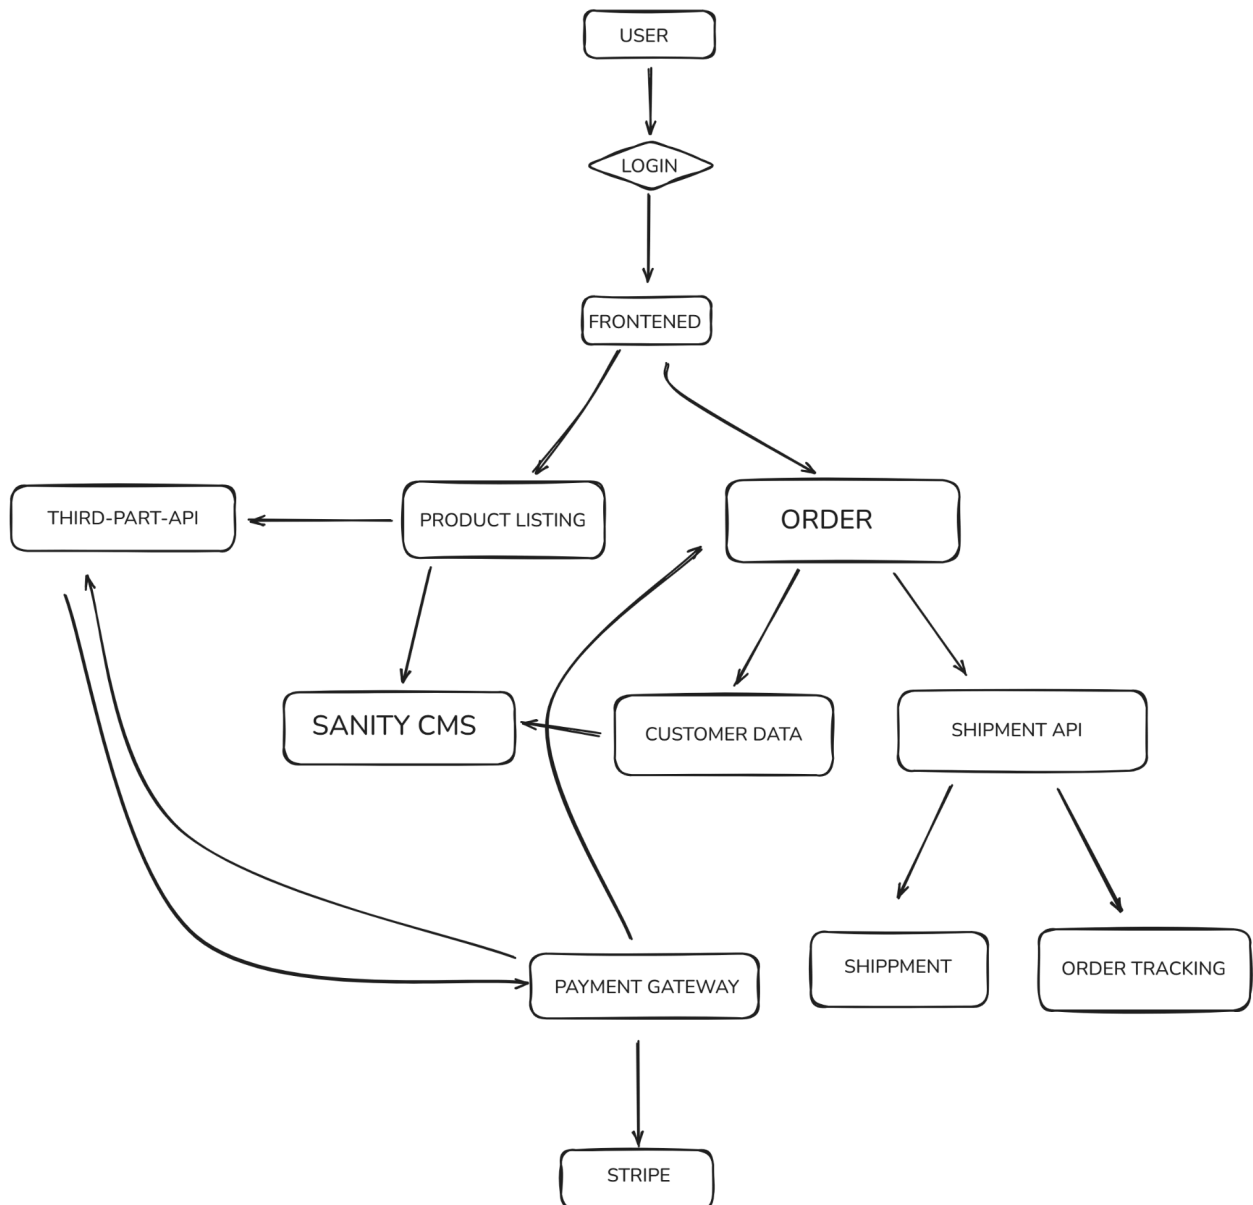 USER
LOGIN
FRONTENED
THIRD-PART-API
PRODUCT LISTING
ORDER
SANITY CMS
CUSTOMER DATA
SHIPMENT API
PAYMENT GATEWAY
SHIPPMENT
ORDER TRACKING
STRIPE